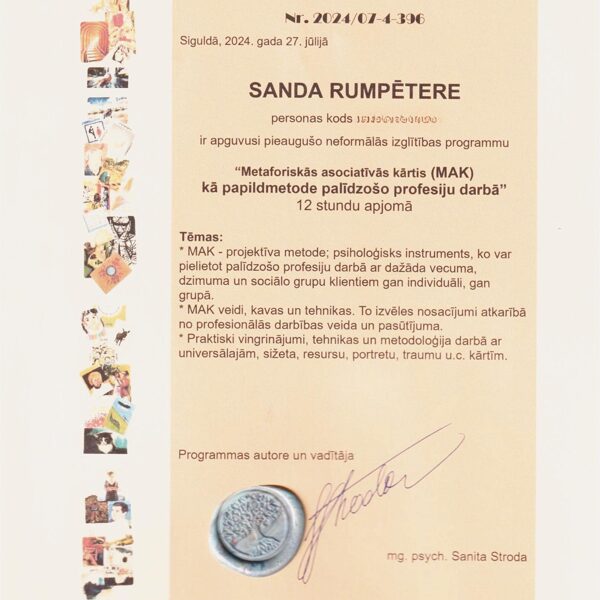 Nr. 2024/07-4-396
Siguldā, 2024. gada 27. jūlijā
SANDA RUMPĒTERE
personas kods
ir apguvusi pieaugušo neformālās izglītības programmu
“Metaforiskās asociatīvās kārtis (MAK)
kā papildmetode palīdzošo profesiju darbā”
12 stundu apjomā
Tēmas:
* MAK - projektīva metode; psiholoģisks instruments, ko var
pielietot palīdzošo profesiju darbā ar dažāda vecuma,
dzimuma un sociālo grupu klientiem gan individuāli, gan
grupā.
* MAK veidi, kavas un tehnikas. To izvēles nosacījumi atkarībā
no profesionālās darbības veida un pasūtījuma.
* Praktiski vingrinājumi, tehnikas un metodoloģija darbā ar
universālajām, sižeta, resursu, portretu, traumu u.c. kārtīm.
Programmas autore un vadītāja
mg. psych. Sanita Stroda